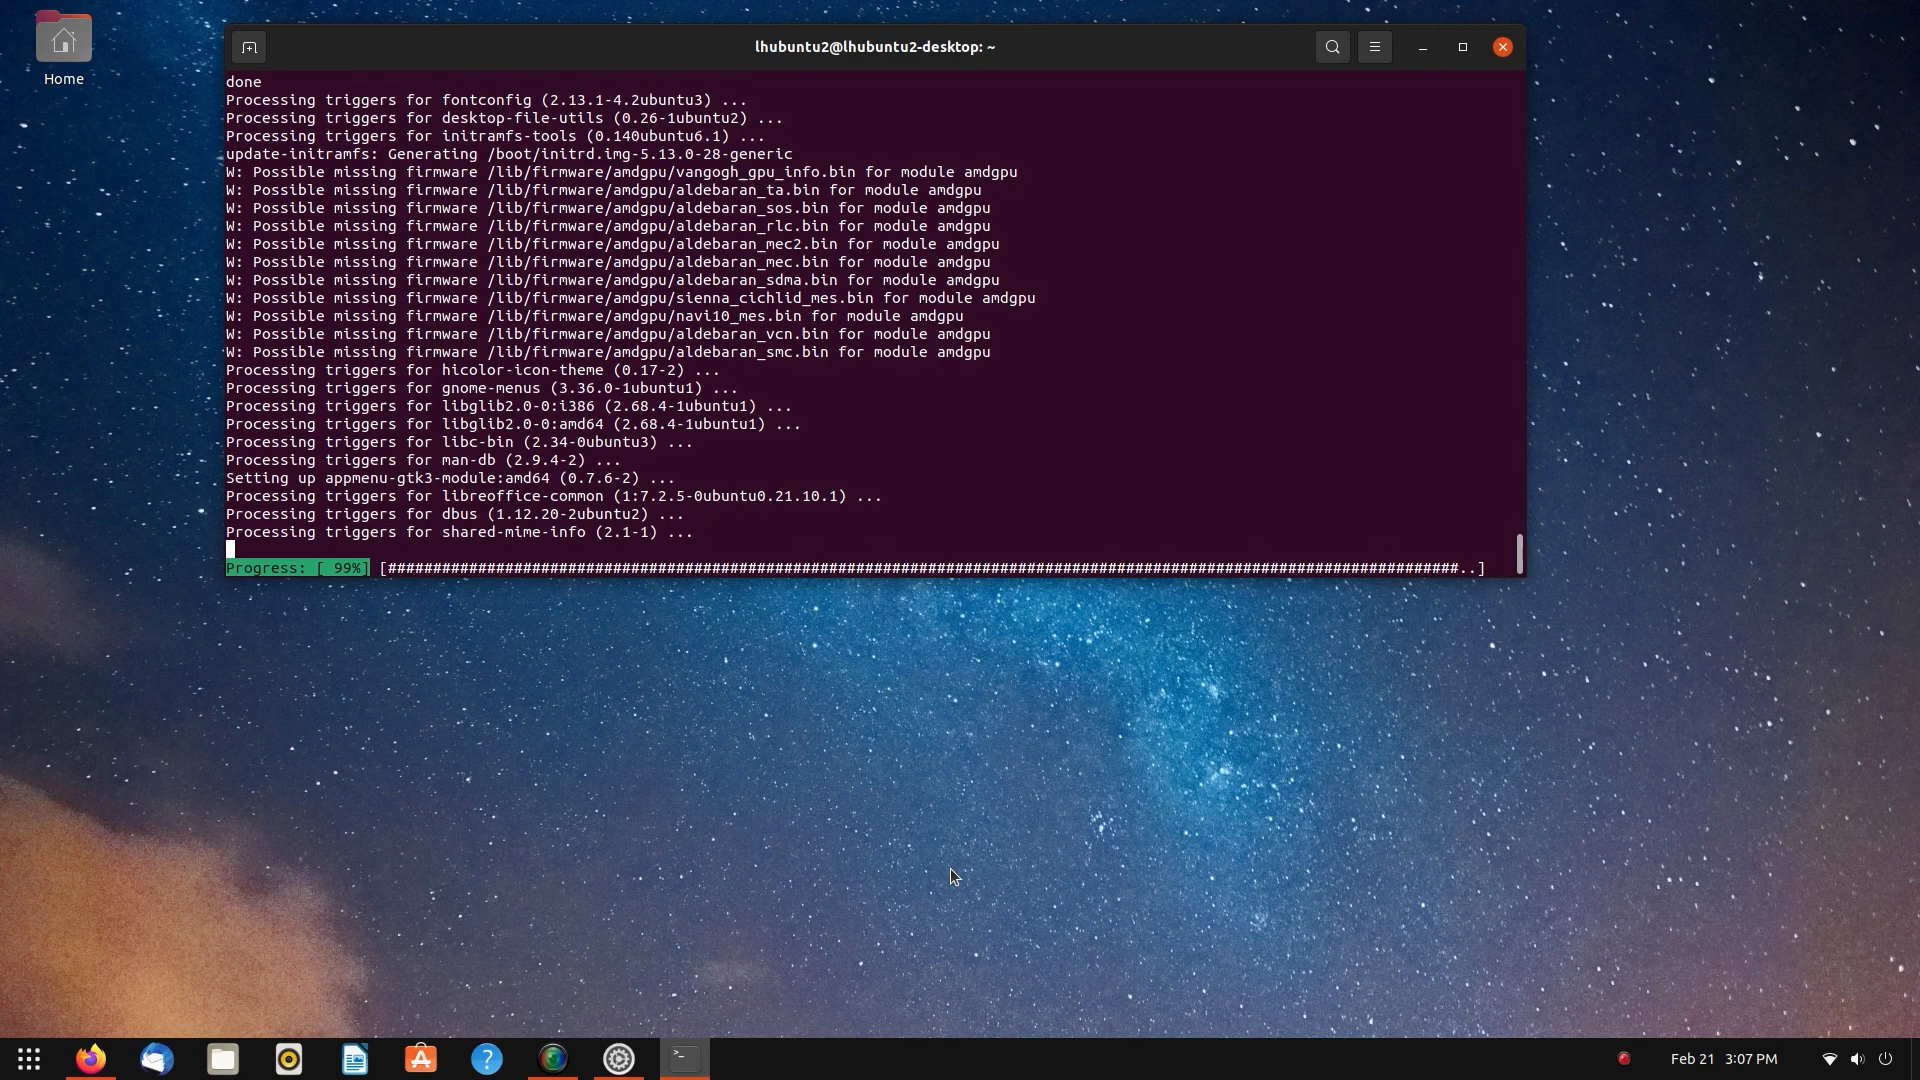 lhubuntu2@lhubuntu2-desktop: ~
Home
done
Processing triggers for fontconfig (2.13.1-4.2ubuntu3) ...
Processing triggers for desktop-file-utils (0.26-1ubuntu2) ...
Processing triggers for initramfs-tools (0.140ubuntu6.1) ...
update-initramfs: Generating /boot/initrd.img-5.13.0-28-generic
W: Possible missing firmware /lib/firmware/amdgpu/vangogh_gpu_info.bin for module amdgpu
W: Possible missing firmware /lib/firmware/amdgpu/aldebaran_ta.bin for module amdgpu
W: Possible missing firmware /lib/firmware/amdgpu/aldebaran_sos.bin for module amdgpu
W: Possible missing firmware /lib/firmware/amdgpu/aldebaran_rlc.bin for module amdgpu
W: Possible missing firmware /lib/firmware/amdgpu/aldebaran_mec2.bin for module amdgpu
W: Possible missing firmware /lib/firmware/amdgpu/aldebaran_mec.bin for module amdgpu
W: Possible missing firmware /lib/firmware/amdgpu/aldebaran_sdma.bin for module amdgpu
W: Possible missing firmware /lib/firmware/amdgpu/sienna_cichlid_mes.bin for module amdgpu
W: Possible missing firmware /lib/firmware/amdgpu/navi10_mes.bin for module amdgpu
W: Possible missing firmware /lib/firmware/amdgpu/aldebaran_vcn.bin for module amdgpu
W: Possible missing firmware /lib/firmware/amdgpu/aldebaran_smc.bin for module amdgpu
Processing triggers for hicolor-icon-theme (0.17-2) ...
Processing triggers for gnome-menus (3.36.0-1ubuntu1) ...
Processing triggers for libglib2.0-0:i386 (2.68.4-1ubuntu1) ...
Processing triggers for libglib2.0-0:amd64 (2.68.4-1ubuntu1) ...
Processing triggers for libc-bin (2.34-0ubuntu3) ...
Processing triggers for man-db (2.9.4-2) ...
Setting up appmenu-gtk3-module:amd64 (0.7.6-2) ...
Processing triggers for libreoffice-common (1:7.2.5-0ubuntu0.21.10.1) ...
Processing triggers for dbus (1.12.20-2ubuntu2) ...
Processing triggers for shared-mime-info (2.1-1) ...
Progress: [ 99%] [#######################################################################################################################..]
Feb 21 3:07 PM